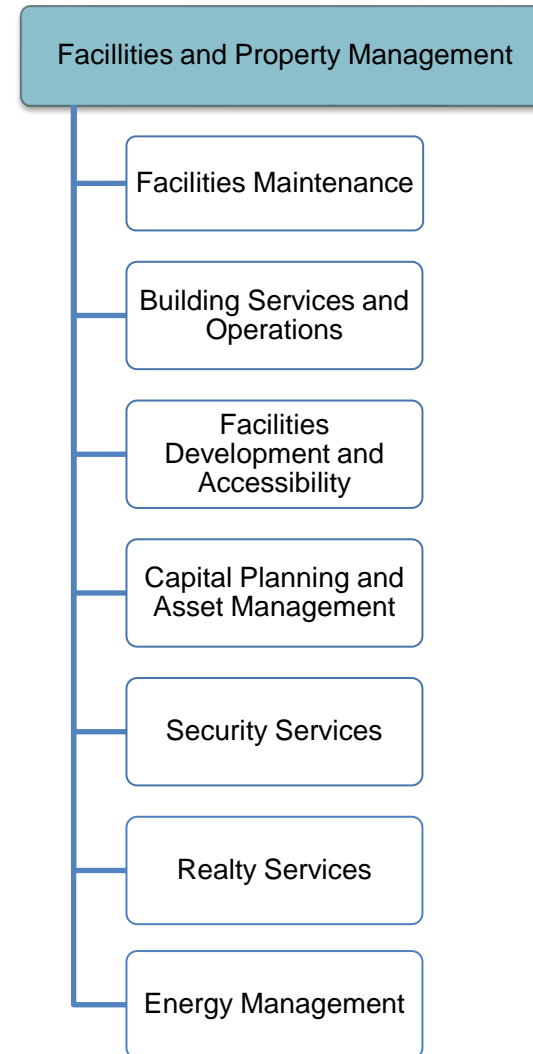 Facillities and Property Management
Facilities Maintenance
Building Services and
Operations
Facilities
Development and
Accessibility
Capital Planning and
Asset Management
Security Services
Realty Services
Energy Management